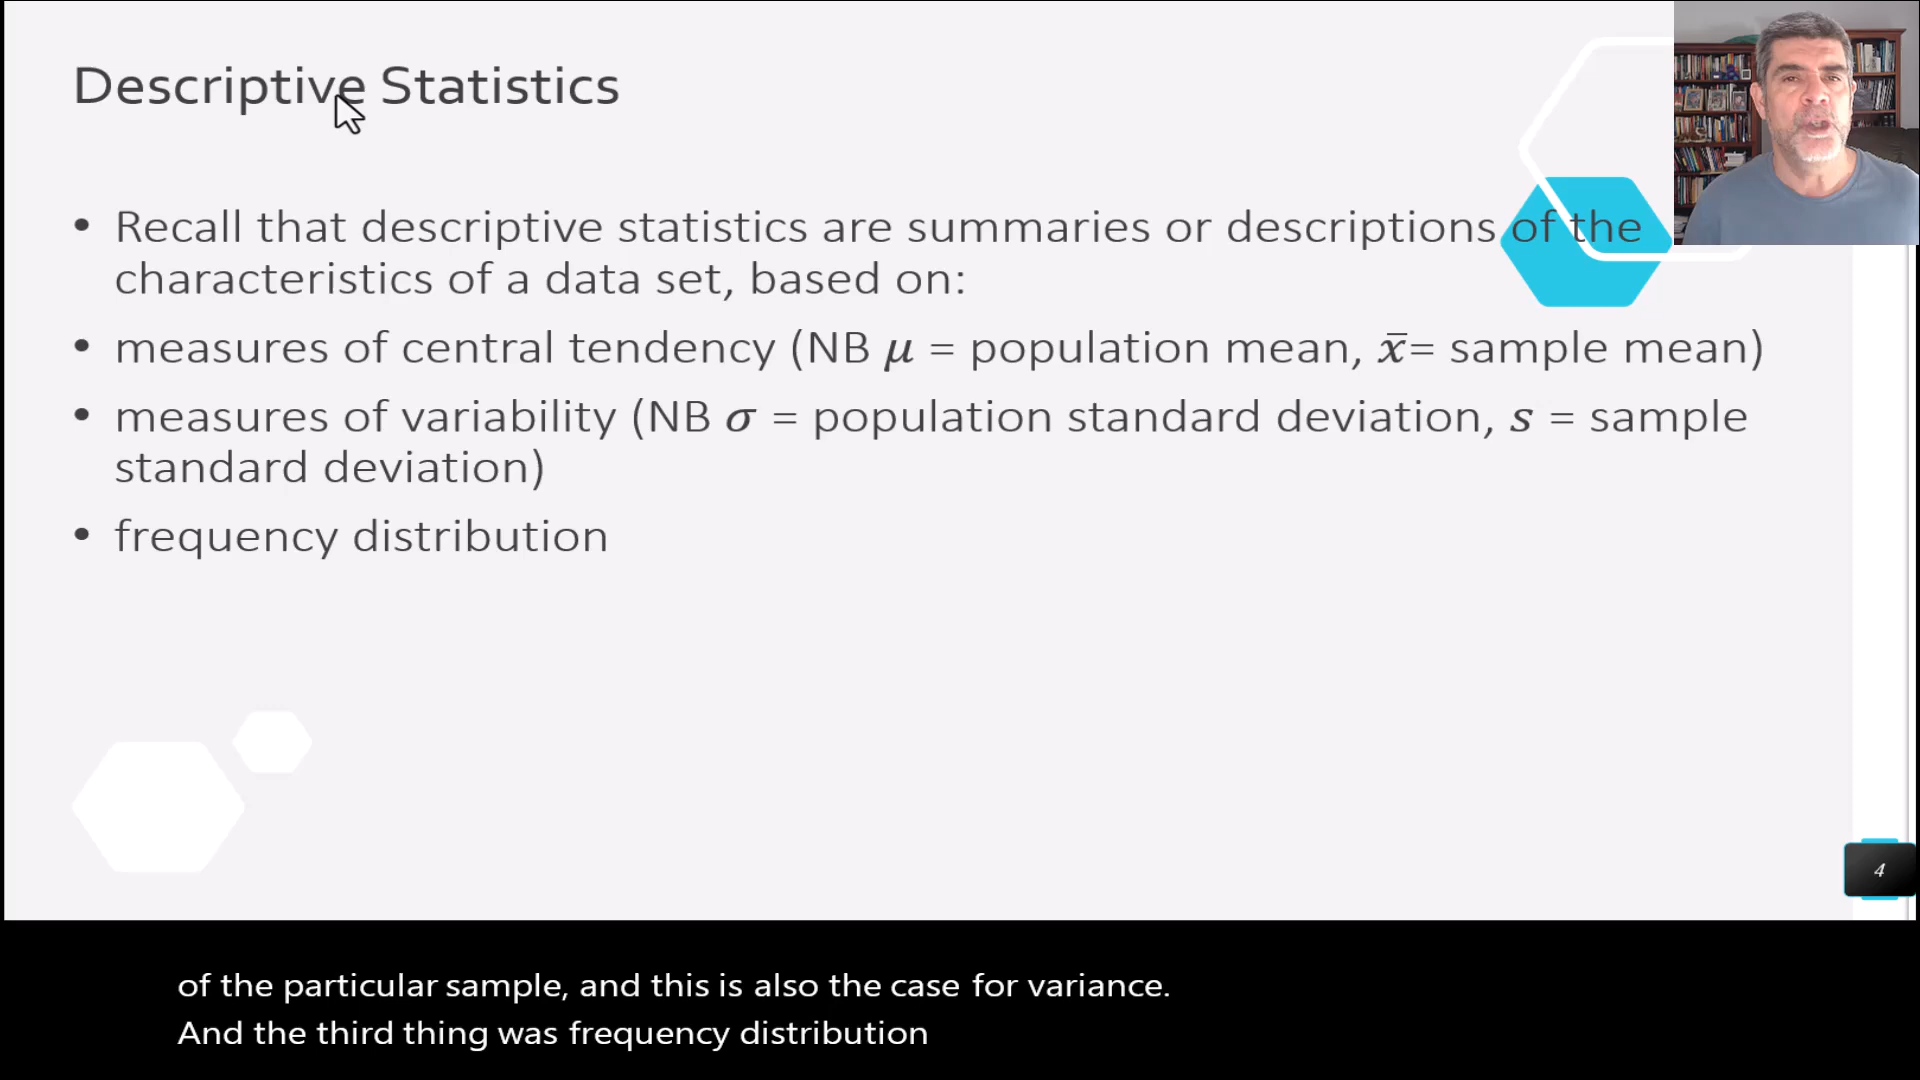 Descriptive Statistics
• Recall that descriptive statistics are summaries or descriptions of the
characteristics of a data set, based on:
• measures of central tendency (NB μ = population mean, x̄= sample mean)
• measures of variability (NB σ = population standard deviation, s = sample
standard deviation)
• frequency distribution
4
of the particular sample, and this is also the case for variance.
And the third thing was frequency distribution